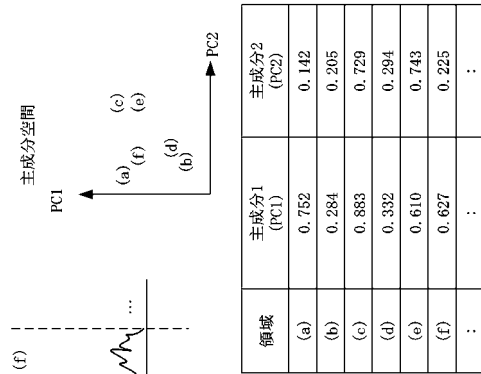 (f)
…
主成分空間
PC1
(a)
(f)
(c)
(e)
(d)
(b)
PC2
領域 主成分1 (PC1) 主成分2 (PC2)
(a) 0.752 0.142
(b) 0.284 0.205
(c) 0.883 0.729
(d) 0.332 0.294
(e) 0.610 0.743
(f) 0.627 0.225
: : :